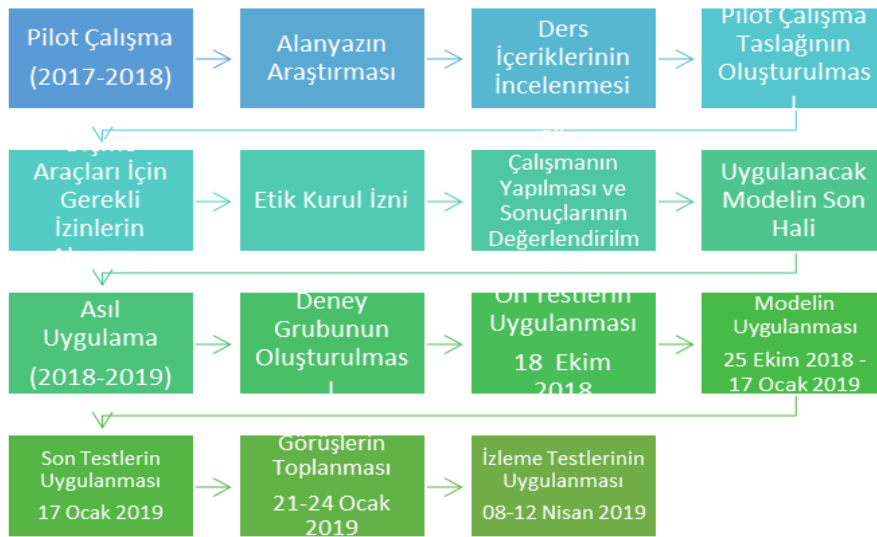 Pilot Çalışma
(2017-2018)
Alanyazın
Araştırması
Ders
İçeriklerinin
İncelenmesi
Pilot Çalışma
Taslağının
Oluşturulmas
ı
Araçları İçin
Gerekli
İzinlerin
Etik Kurul İzni
Çalışmanın
Yapılması ve
Sonuçlarının
Değerlendirilm
Uygulanacak
Modelin Son
Hali
Asıl
Uygulama
(2018-2019)
Deney
Grubunun
Oluşturulmas
ı
Ön Testlerin
Uygulanması
18 Ekim
2018
Modelin
Uygulanması
25 Ekim 2018 -
17 Ocak 2019
Son Testlerin
Uygulanması
17 Ocak 2019
Görüşlerin
Toplanması
21-24 Ocak
2019
İzleme Testlerinin
Uygulanması
08-12 Nisan 2019